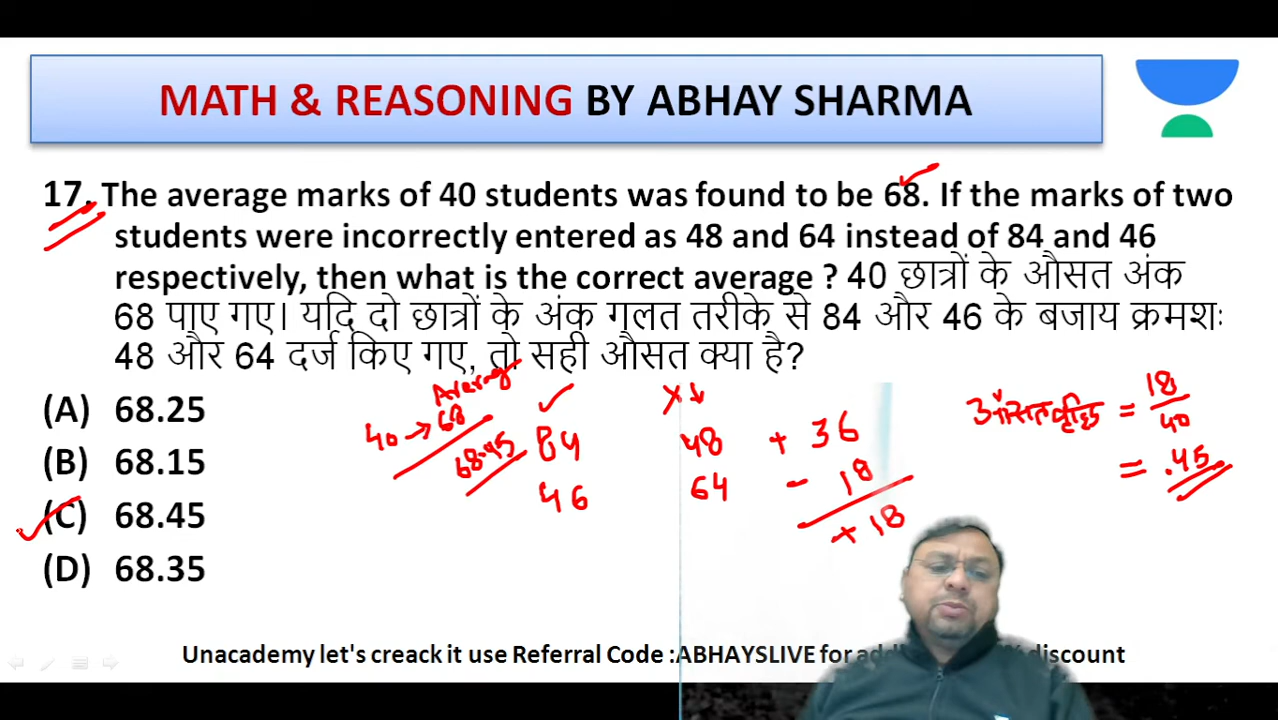 MATH & REASONING BY ABHAY SHARMA
17. The average marks of 40 students was found to be 68. If the marks of two
students were incorrectly entered as 48 and 64 instead of 84 and 46
respectively, then what is the correct average ? 40 छात्रों के औसत अंक
68 पाए गए। यदि दो छात्रों के अंक गलत तरीके से 84 और 46 के बजाय क्रमशः
48 और 64 दर्ज किए गए, तो सही औसत क्या है?
(A) 68.25
(B) 68.15
(C) 68.45
(D) 68.35
Average
40 → 68
68.45
84
46
48
64
+ 36
- 18
+ 18
औसत वृद्धि = 18/40
= .45
Unacademy let's creack it use Referral Code :ABHAYSLIVE for discount